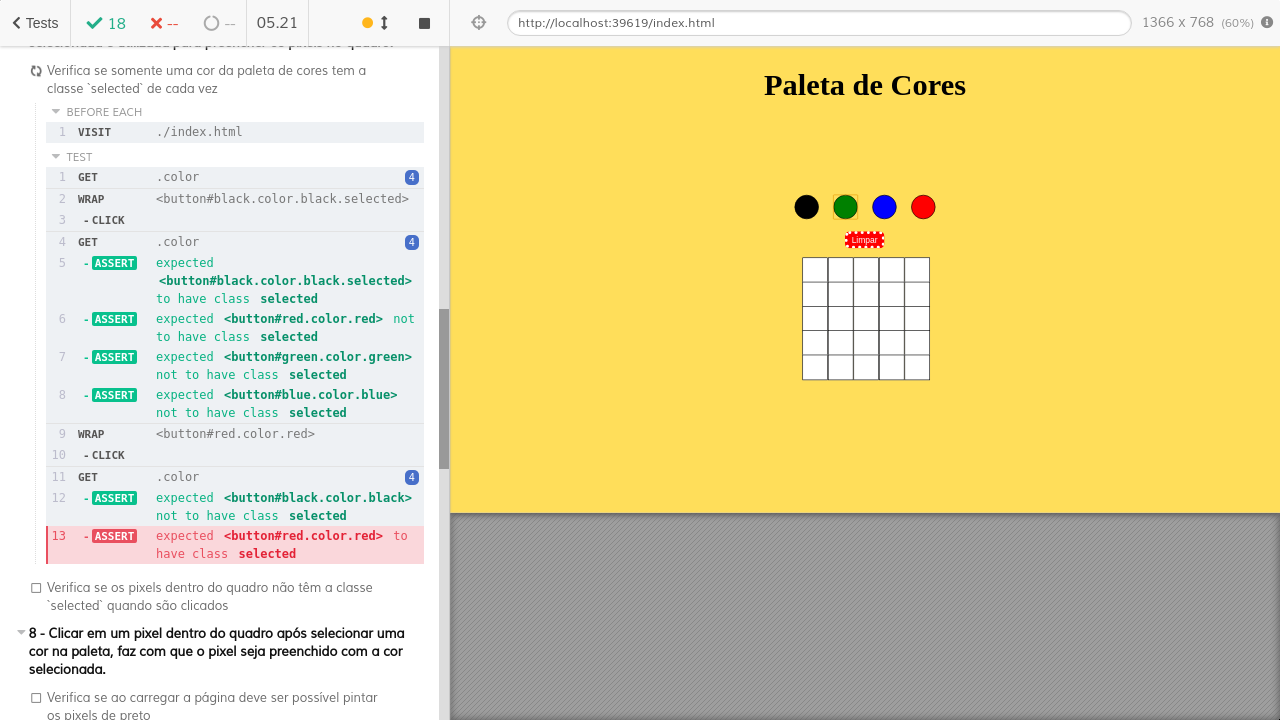 Tests
18
--
--
05.21
http://localhost:39619/index.html
1366 x 768 (60%)
selecionada é utilizada para preencher os pixels no quadro.
Verifica se somente uma cor da paleta de cores tem a
classe `selected` de cada vez
BEFORE EACH
1 VISIT ./index.html
TEST
1 GET .color 4
2 WRAP <button#black.color.black.selected>
3 -CLICK
4 GET .color 4
5 -ASSERT expected
<button#black.color.black.selected>
to have class selected
6 -ASSERT expected <button#red.color.red> not
to have class selected
7 -ASSERT expected <button#green.color.green>
not to have class selected
8 -ASSERT expected <button#blue.color.blue>
not to have class selected
9 WRAP <button#red.color.red>
10 -CLICK
11 GET .color 4
12 -ASSERT expected <button#black.color.black>
not to have class selected
13 -ASSERT expected <button#red.color.red> to
have class selected
Verifica se os pixels dentro do quadro não têm a classe
`selected` quando são clicados
8 - Clicar em um pixel dentro do quadro após selecionar uma
cor na paleta, faz com que o pixel seja preenchido com a cor
selecionada.
Verifica se ao carregar a página deve ser possível pintar
os pixels de preto
Paleta de Cores
Limpar